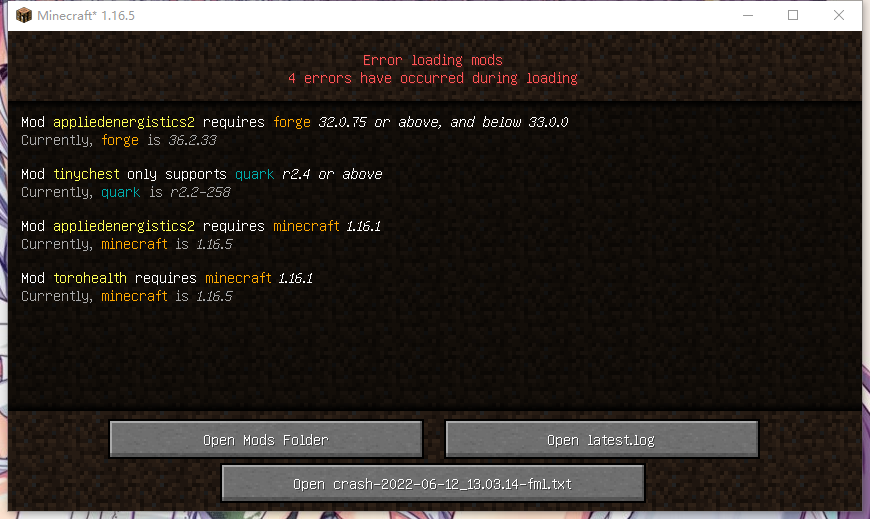 Minecraft* 1.16.5
Error loading mods
4 errors have occurred during loading
Mod appliedenergistics2 requires forge 32.0.75 or above, and below 33.0.0
Currently, forge is 36.2.33
Mod tinychest only supports quark r2.4 or above
Currently, quark is r2.2-258
Mod appliedenergistics2 requires minecraft 1.16.1
Currently, minecraft is 1.16.5
Mod torohealth requires minecraft 1.16.1
Currently, minecraft is 1.16.5
Open Mods Folder
Open latest.log
Open crash-2022-06-12_13.03.14-fml.txt